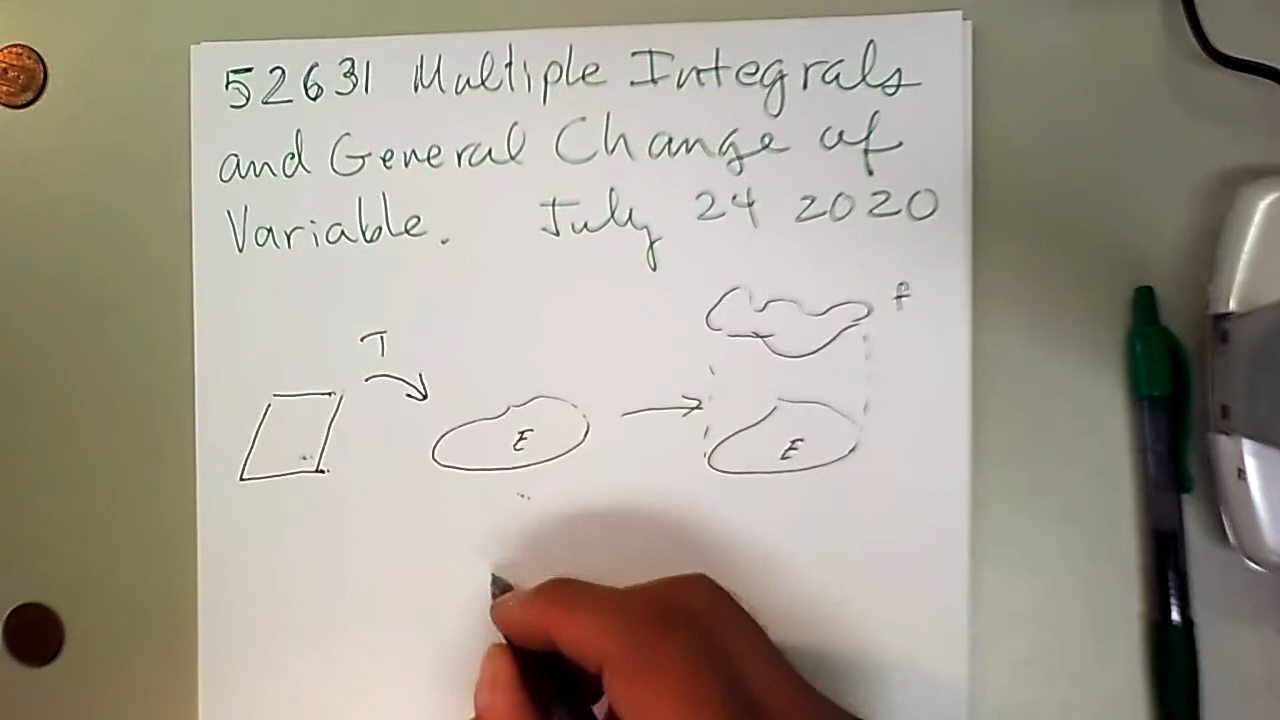 52631 Multiple Integrals
and General Change of
Variable. July 24 2020
f
T
E
E